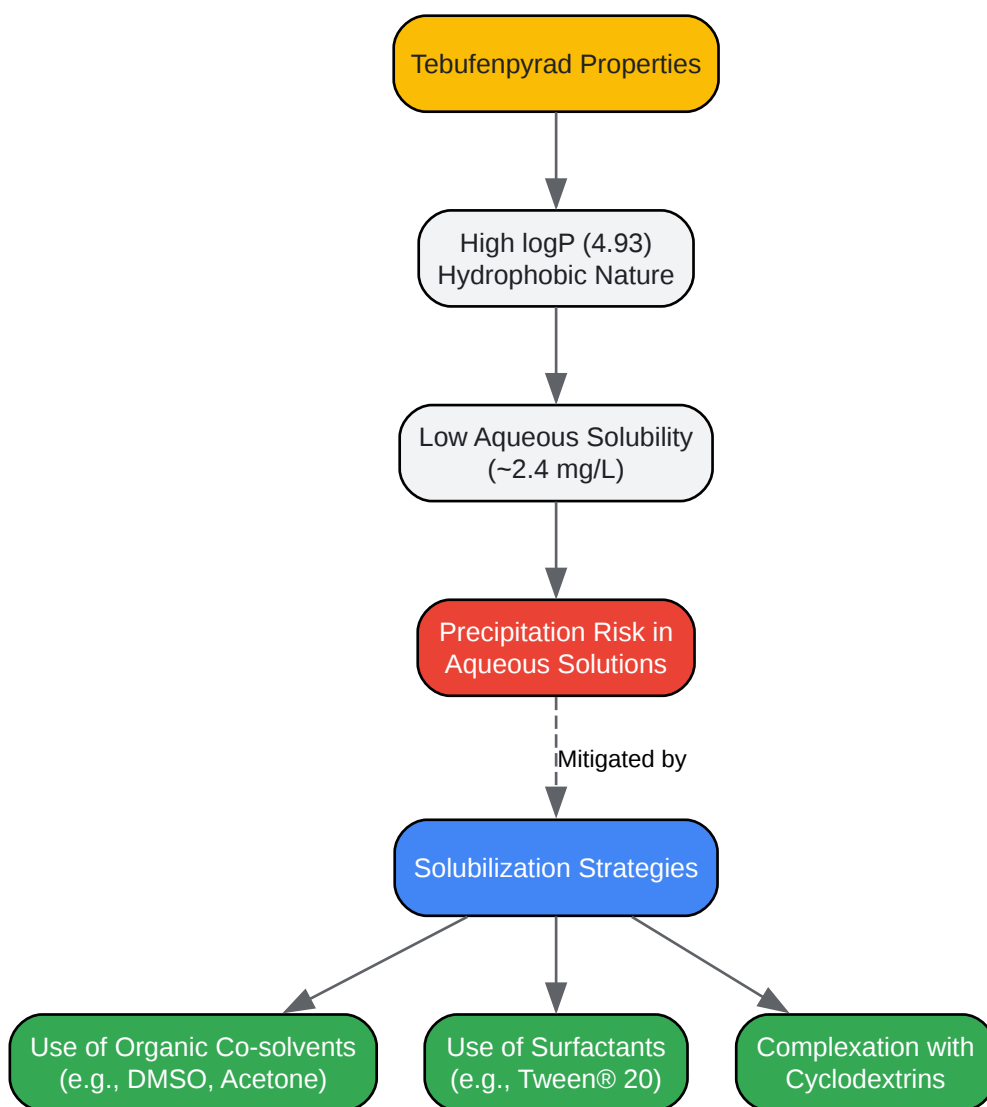 Tebufenpyrad Properties
High logP (4.93)
Hydrophobic Nature
Low Aqueous Solubility
(~2.4 mg/L)
Precipitation Risk in
Aqueous Solutions
Mitigated by
Solubilization Strategies
Use of Organic Co-solvents
(e.g., DMSO, Acetone)
Use of Surfactants
(e.g., Tween® 20)
Complexation with
Cyclodextrins